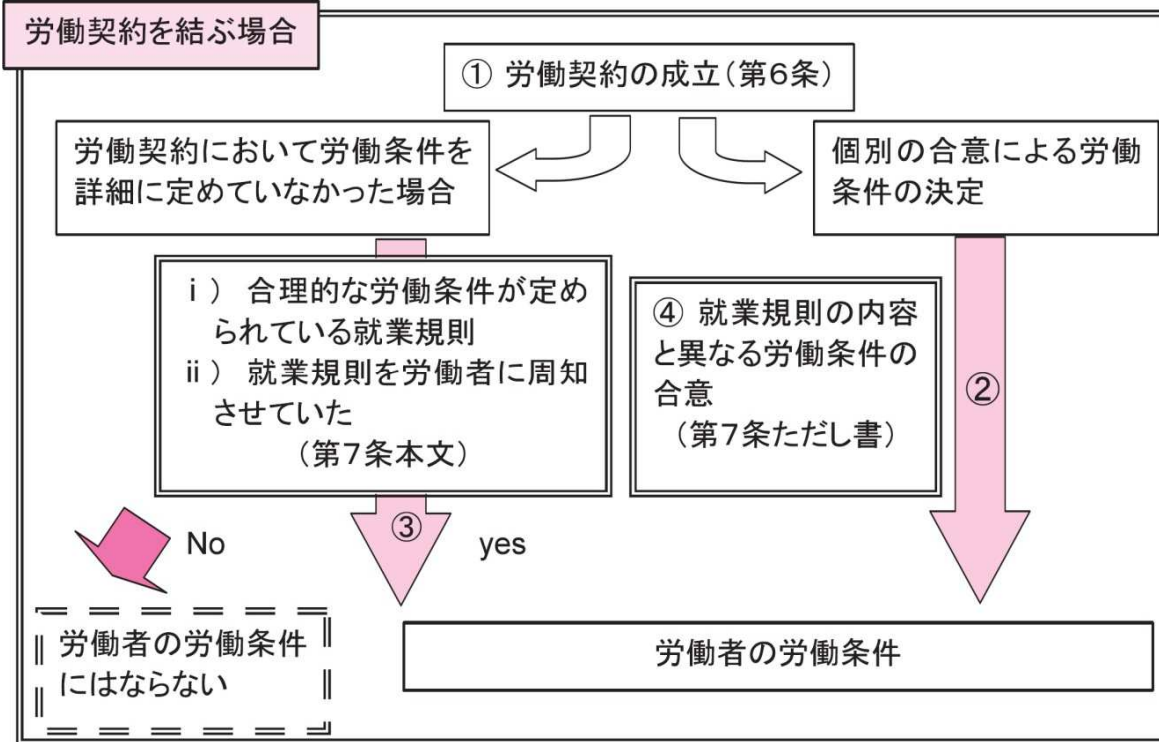 労働契約を結ぶ場合
① 労働契約の成立(第6条)
労働契約において労働条件を
詳細に定めていなかった場合
個別の合意による労働
条件の決定
ⅰ） 合理的な労働条件が定め
られている就業規則
ⅱ） 就業規則を労働者に周知
させていた
（第7条本文）
④ 就業規則の内容
と異なる労働条件の
合意
（第7条ただし書）
②
No
③
yes
労働者の労働条件
にはならない
労働者の労働条件